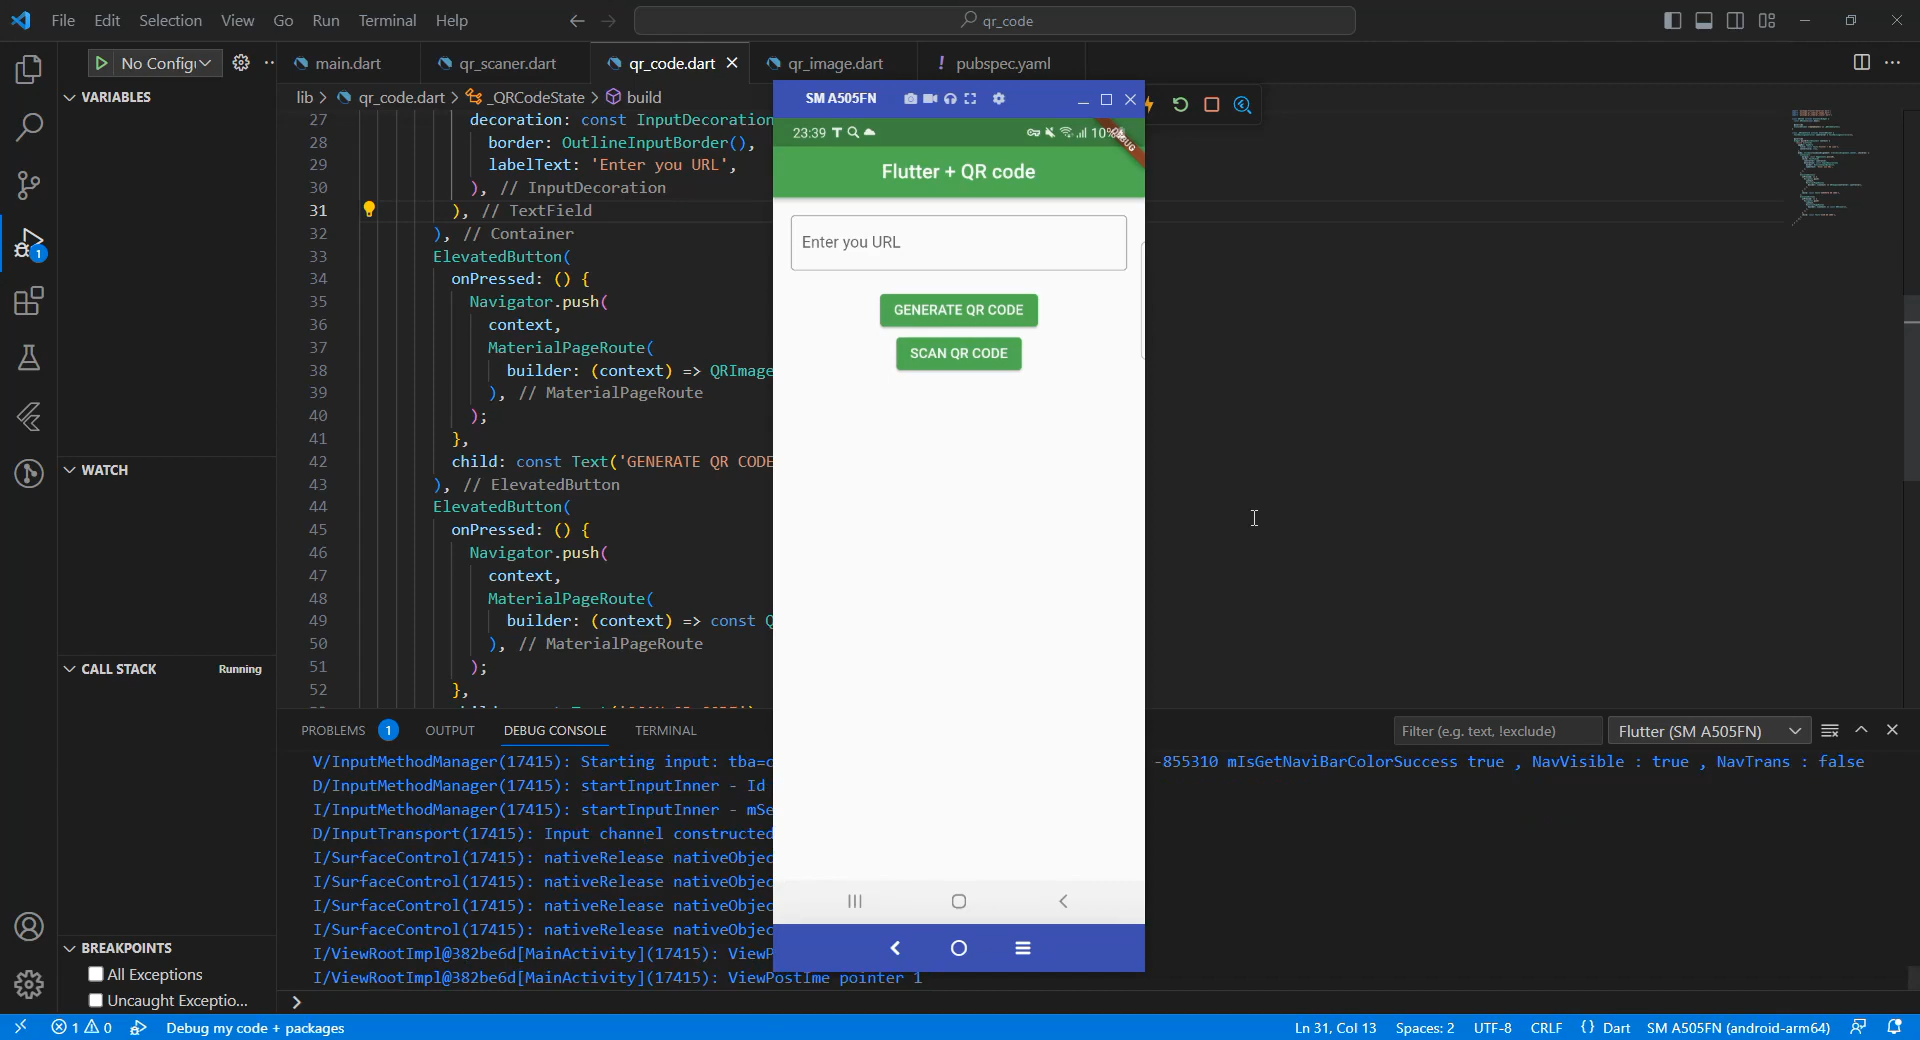 File Edit Selection View Go Run Terminal Help
qr_code
No Config
main.dart
qr_scaner.dart
qr_code.dart
qr_image.dart
! pubspec.yaml
VARIABLES
WATCH
CALL STACK Running
BREAKPOINTS
All Exceptions
Uncaught Exceptio...
lib > qr_code.dart > _QRCodeState > build
27 decoration: const InputDecoration
28 border: OutlineInputBorder(),
29 labelText: 'Enter you URL',
30 ), // InputDecoration
31 ), // TextField
32 ), // Container
33 ElevatedButton(
34 onPressed: () {
35 Navigator.push(
36 context,
37 MaterialPageRoute(
38 builder: (context) => QRImage
39 ), // MaterialPageRoute
40 );
41 },
42 child: const Text('GENERATE QR CODE
43 ), // ElevatedButton
44 ElevatedButton(
45 onPressed: () {
46 Navigator.push(
47 context,
48 MaterialPageRoute(
49 builder: (context) => const Q
50 ), // MaterialPageRoute
51 );
52 },
SM A505FN
23:39
10%
DEBUG
Flutter + QR code
Enter you URL
GENERATE QR CODE
SCAN QR CODE
PROBLEMS 1 OUTPUT DEBUG CONSOLE TERMINAL
Filter (e.g. text, !exclude)
Flutter (SM A505FN)
V/InputMethodManager(17415): Starting input: tba=c
-855310 mIsGetNaviBarColorSuccess true , NavVisible : true , NavTrans : false
D/InputMethodManager(17415): startInputInner - Id
I/InputMethodManager(17415): startInputInner - mSe
D/InputTransport(17415): Input channel constructed
I/SurfaceControl(17415): nativeRelease nativeObjec
I/SurfaceControl(17415): nativeRelease nativeObjec
I/SurfaceControl(17415): nativeRelease nativeObjec
I/SurfaceControl(17415): nativeRelease nativeObjec
I/ViewRootImpl@382be6d[MainActivity](17415): ViewP
I/ViewRootImpl@382be6d[MainActivity](17415): ViewPostIme pointer 1
1 0 Debug my code + packages
Ln 31, Col 13 Spaces: 2 UTF-8 CRLF {} Dart SM A505FN (android-arm64)